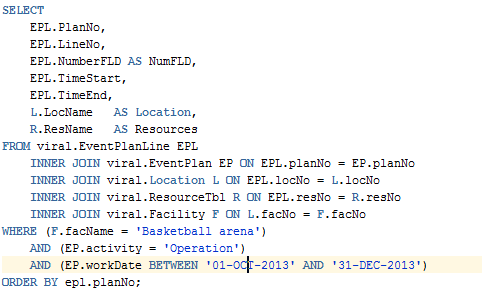 SELECT
EPL.PlanNo,
EPL.LineNo,
EPL.NumberFLD AS NumFLD,
EPL.TimeStart,
EPL.TimeEnd,
L.LocName AS Location,
R.ResName AS Resources
FROM viral.EventPlanLine EPL
INNER JOIN viral.EventPlan EP ON EPL.planNo = EP.planno
INNER JOIN viral.Location L ON EPL.locNo = L.locNo
INNER JOIN viral.ResourceTbl R ON EPL.resNo = R.resNo
INNER JOIN viral.Facility F ON L.facNo = F.facNo
WHERE (F.facName = 'Basketball arena')
AND (EP.activity = 'Operation')
AND (EP.workDate BETWEEN '01-OCT-2013' AND '31-DEC-2013')
ORDER BY epl.planNo;